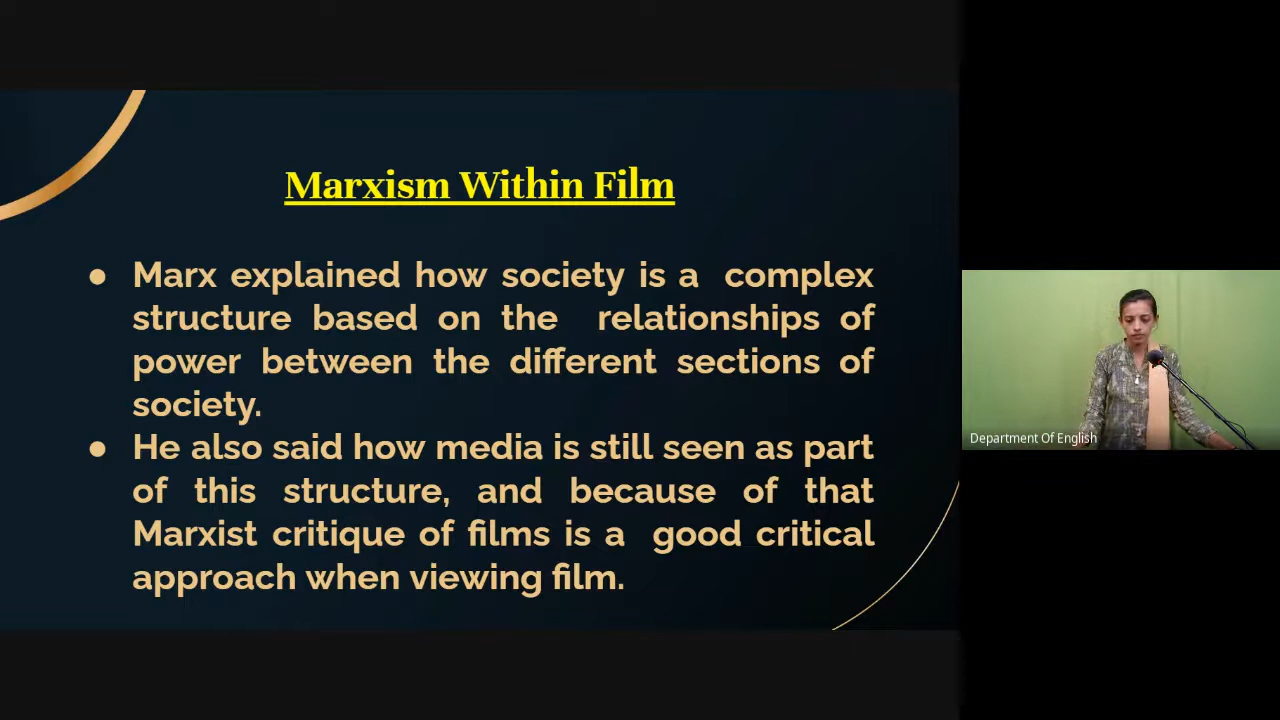 Marxism Within Film
● Marx explained how society is a complex
structure based on the relationships of
power between the different sections of
society.
● He also said how media is still seen as part
of this structure, and because of that
Marxist critique of films is a good critical
approach when viewing film.
Department Of English